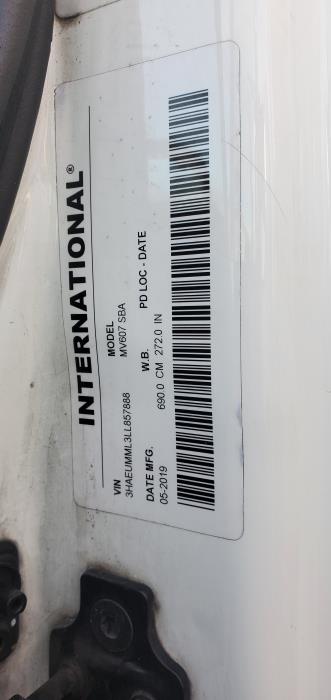 INTERNATIONAL®
VIN MODEL
3HAEUMML3LL857888 MV607 SBA
DATE MFG. W.B. PD LOC - DATE
05-2019 690.0 CM 272.0 IN